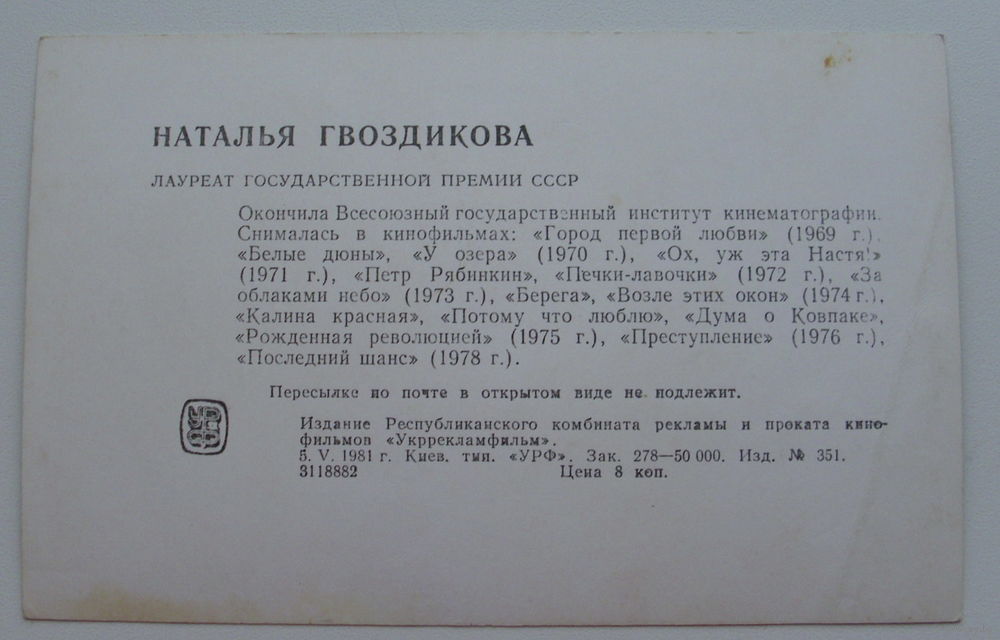 НАТАЛЬЯ ГВОЗДИКОВА
ЛАУРЕАТ ГОСУДАРСТВЕННОЙ ПРЕМИИ СССР
Окончила Всесоюзный государственный институт кинематографии.
Снималась в кинофильмах: «Город первой любви» (1969 г.),
«Белые дюны», «У озера» (1970 г.), «Ох, уж эта Настя!»
(1971 г.), «Петр Рябинкин», «Печки-лавочки» (1972 г.), «За
облаками небо» (1973 г.), «Берега», «Возле этих окон» (1974 г.),
«Калина красная», «Потому что люблю», «Дума о Ковпаке»,
«Рожденная революцией» (1975 г.), «Преступление» (1976 г.),
«Последний шанс» (1978 г.).
Пересылке по почте в открытом виде не подлежит.
Издание Республиканского комбината рекламы и проката кино-
фильмов «Укррекламфильм».
5. V. 1981 г. Киев. тип. «УРФ». Зак. 278—50 000. Изд. № 351.
3118882 Цена 8 коп.